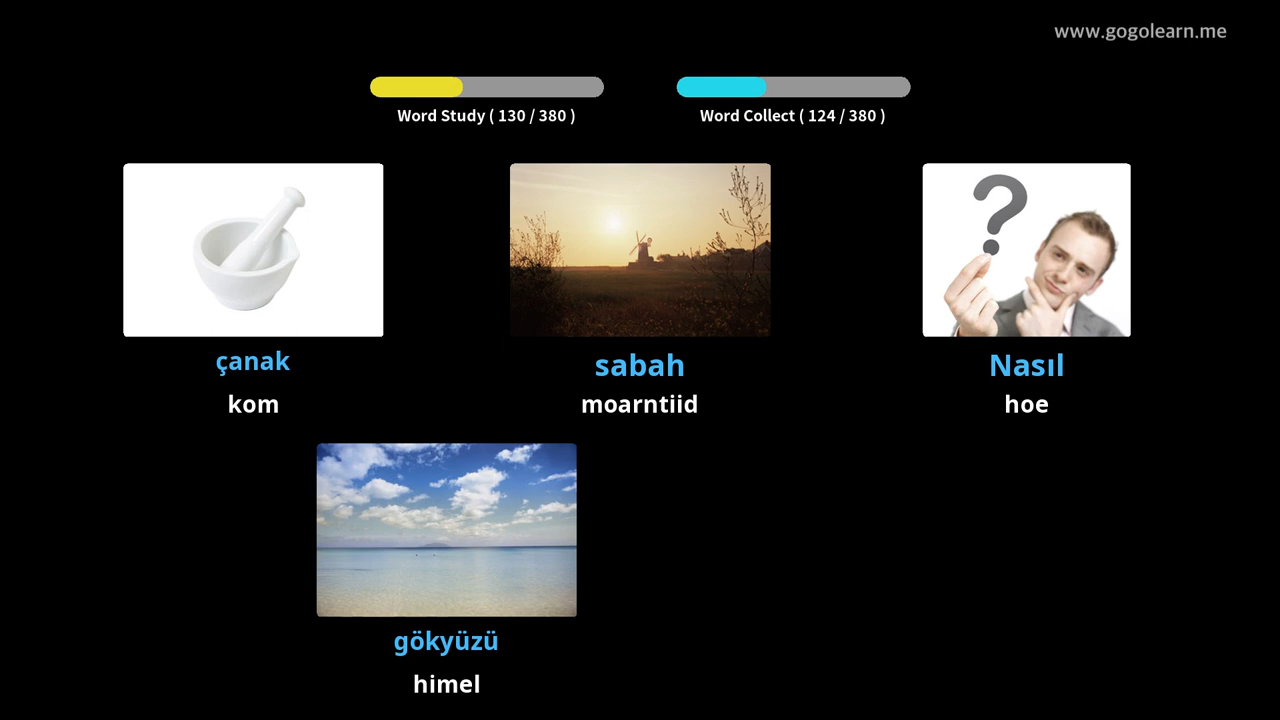 www.gogolearn.me
Word Study ( 130 / 380 )
Word Collect ( 124 / 380 )
çanak
sabah
Nasıl
kom
moarntiid
hoe
gökyüzü
himel